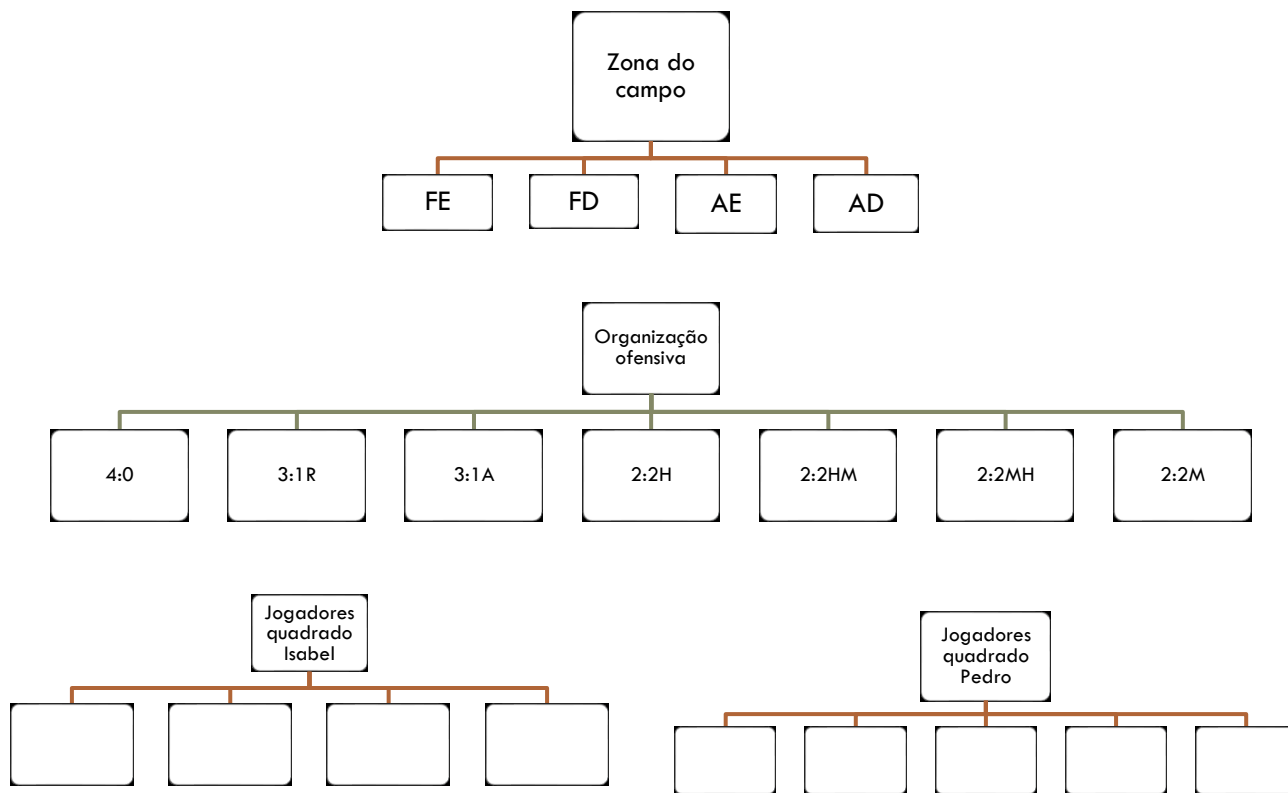 Zona do
campo
FE
FD
AE
AD
Organização
ofensiva
4:0
3:1R
3:1A
2:2H
2:2HM
2:2MH
2:2M
Jogadores
quadrado
Isabel
Jogadores
quadrado
Pedro